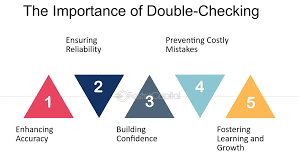 The Importance of Double-Checking
Ensuring
Reliability
Preventing Costly
Mistakes
1
2
3
4
5
Enhancing
Accuracy
Building
Confidence
Fostering
Learning and
Growth